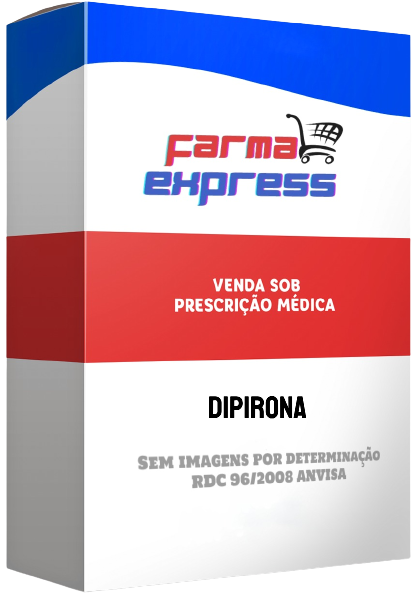 Farma
express
VENDA SOB
PRESCRIÇÃO MÉDICA
DIPIRONA
SEM IMAGENS POR DETERMINAÇÃO
RDC 96/2008 ANVISA